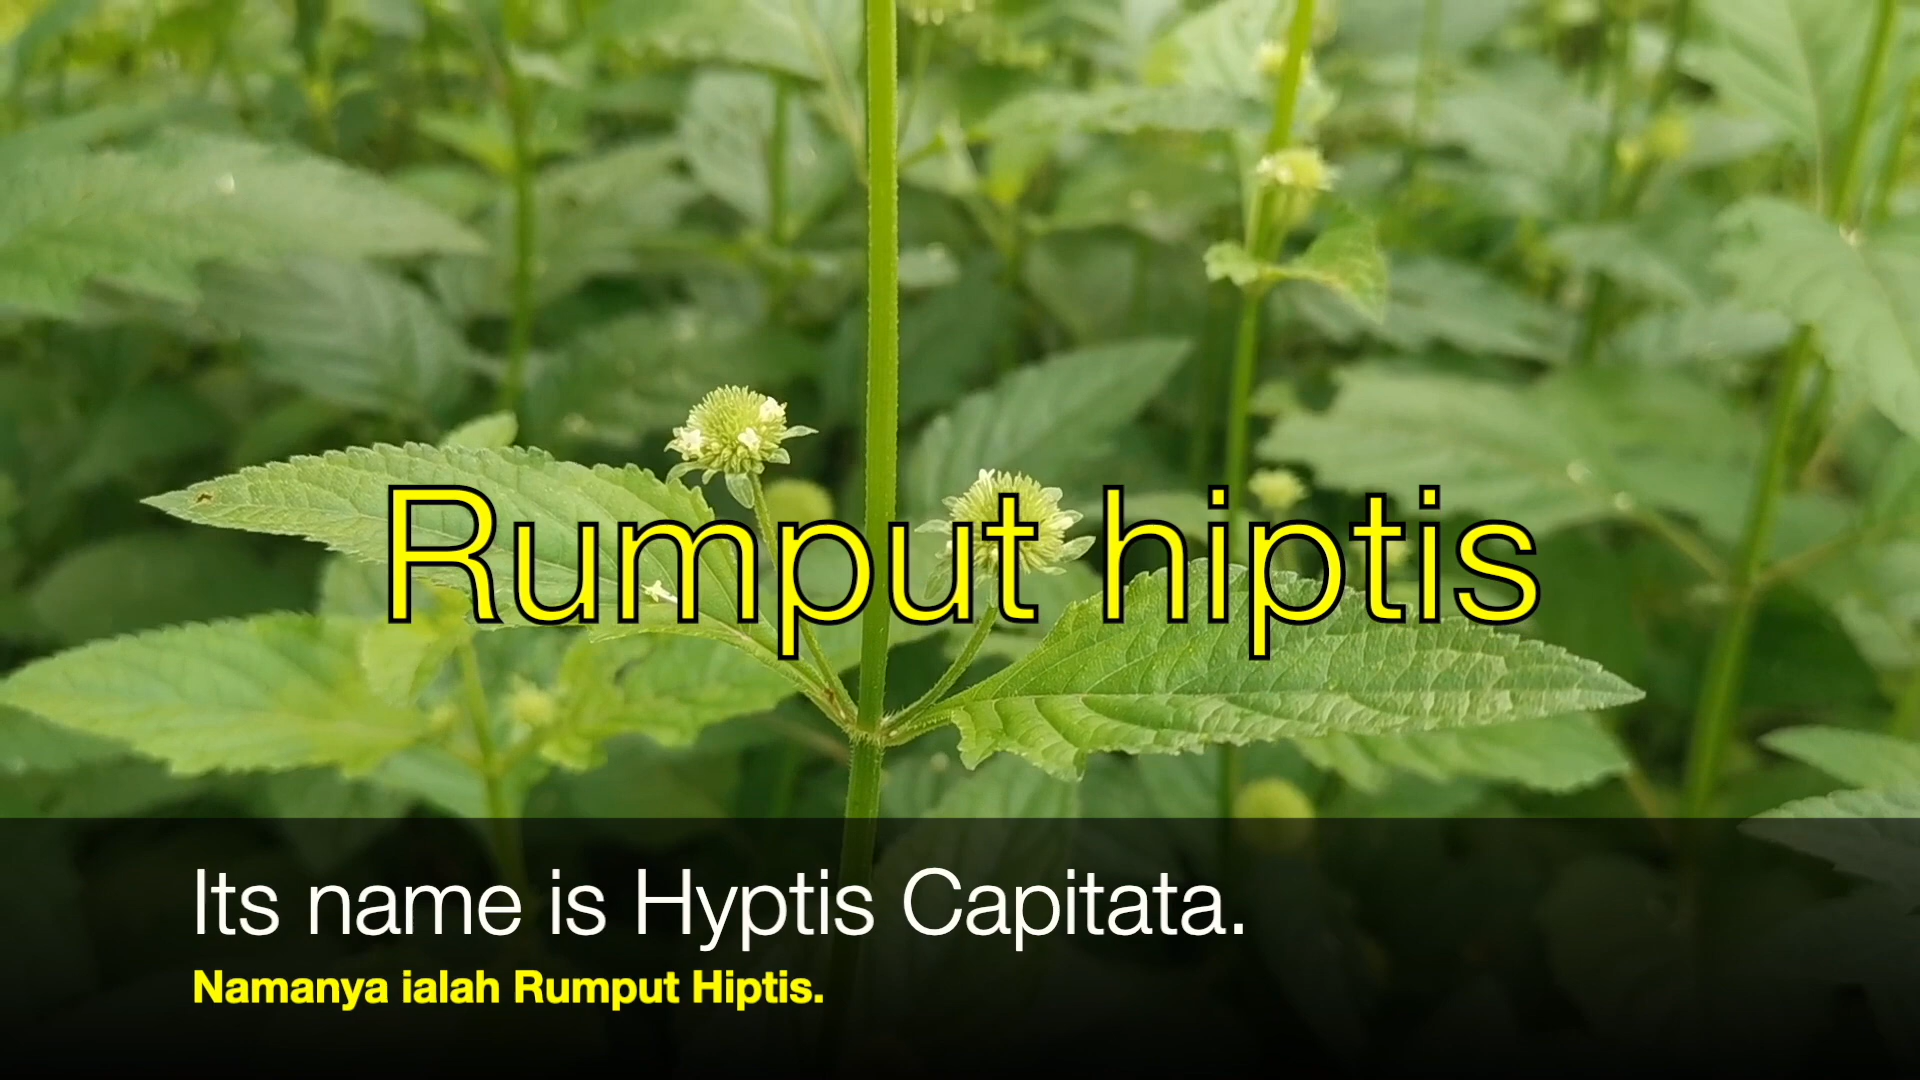 Rumput hiptis
Its name is Hyptis Capitata.
Namanya ialah Rumput Hiptis.